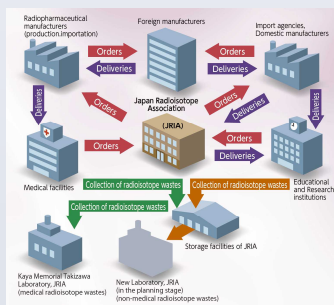 Radiopharmaceutical
manufacturers
(production.importation)
Foreign manufacturers
Import agencies,
Domestic manufacturers
Orders
Orders
Deliveries
Deliveries
Deliveries
Japan Radioisotope
Association
(JRIA)
Orders
Orders
Deliveries
Orders
Orders
Deliveries
Medical facilities
Educational
and Research
institutions
Collection of radioisotope wastes
Collection of radioisotope wastes
Collection of radioisotope wastes
Storage facilities of JRIA
Kaya Memorial Takizawa
Laboratory, JRIA
(medical radioisotope wastes)
New Laboratory, JRIA
(in the planning stage)
(non-medical radioisotope wastes)